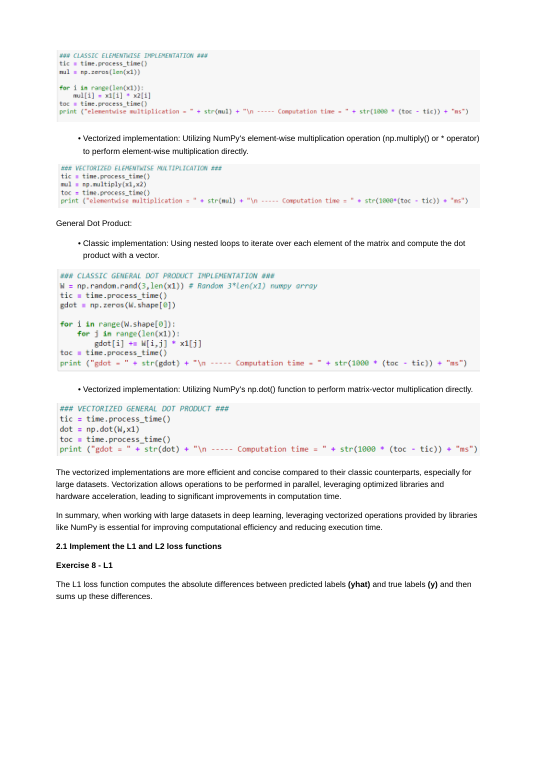 ### CLASSIC ELEMENTWISE IMPLEMENTATION ###
tic = time.process_time()
mul = np.zeros(len(x1))
for i in range(len(x1)):
    mul[i] = x1[i] * x2[i]
toc = time.process_time()
print ("elementwise multiplication = " + str(mul) + "\n ----- Computation time = " + str(1000 * (toc - tic)) + "ms")
• Vectorized implementation: Utilizing NumPy's element-wise multiplication operation (np.multiply() or * operator)
to perform element-wise multiplication directly.
### VECTORIZED ELEMENTWISE MULTIPLICATION ###
tic = time.process_time()
mul = np.multiply(x1,x2)
toc = time.process_time()
print ("elementwise multiplication = " + str(mul) + "\n ----- Computation time = " + str(1000*(toc - tic)) + "ms")
General Dot Product:
• Classic implementation: Using nested loops to iterate over each element of the matrix and compute the dot
product with a vector.
### CLASSIC GENERAL DOT PRODUCT IMPLEMENTATION ###
W = np.random.rand(3,len(x1)) # Random 3*len(x1) numpy array
tic = time.process_time()
gdot = np.zeros(W.shape[0])
for i in range(W.shape[0]):
    for j in range(len(x1)):
        gdot[i] += W[i,j] * x1[j]
toc = time.process_time()
print ("gdot = " + str(gdot) + "\n ----- Computation time = " + str(1000 * (toc - tic)) + "ms")
• Vectorized implementation: Utilizing NumPy's np.dot() function to perform matrix-vector multiplication directly.
### VECTORIZED GENERAL DOT PRODUCT ###
tic = time.process_time()
dot = np.dot(W,x1)
toc = time.process_time()
print ("gdot = " + str(dot) + "\n ----- Computation time = " + str(1000 * (toc - tic)) + "ms")
The vectorized implementations are more efficient and concise compared to their classic counterparts, especially for
large datasets. Vectorization allows operations to be performed in parallel, leveraging optimized libraries and
hardware acceleration, leading to significant improvements in computation time.
In summary, when working with large datasets in deep learning, leveraging vectorized operations provided by libraries
like NumPy is essential for improving computational efficiency and reducing execution time.
2.1 Implement the L1 and L2 loss functions
Exercise 8 - L1
The L1 loss function computes the absolute differences between predicted labels (yhat) and true labels (y) and then
sums up these differences.